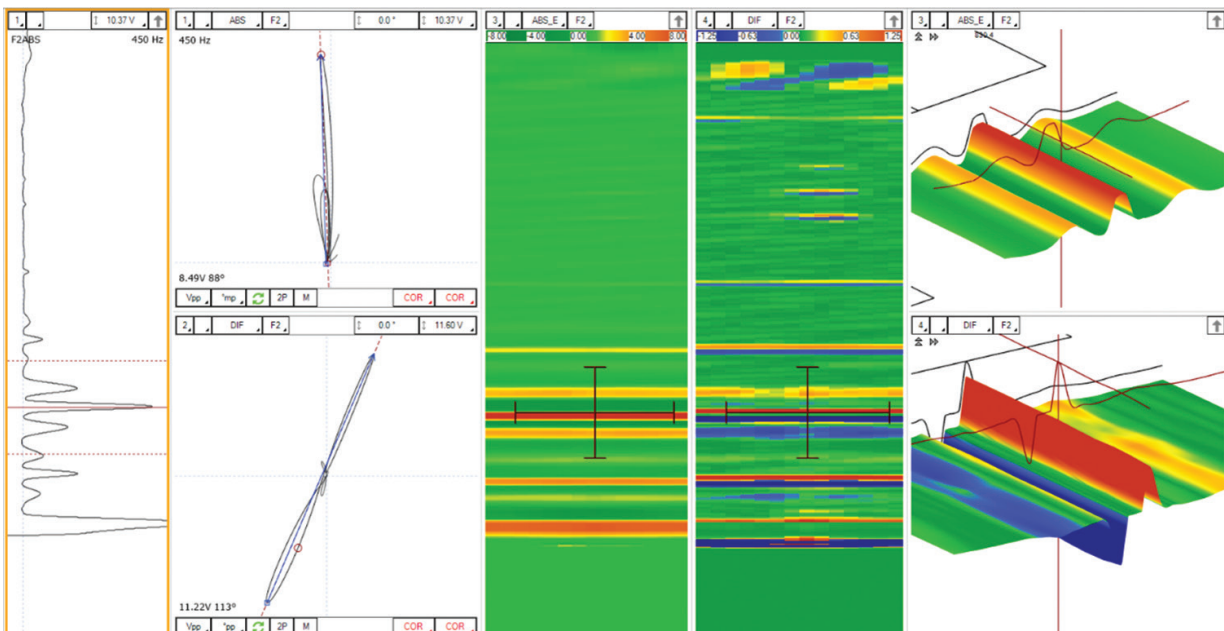 1 10.37 V
F2ABS 450 Hz
1 ABS F2 0.0 ° 10.37 V
450 Hz
8.49V 88°
Vpp °mp 2P M COR COR
2 DIF F2 0.0 ° 11.60 V
11.22V 113°
Vpp °pp 2P M COR COR
3 ABS_E F2
-8.00 -4.00 0.00 4.00 8.00
4 DIF F2
-1.25 -0.63 0.00 0.63 1.25
3 ABS_E F2
4 DIF F2